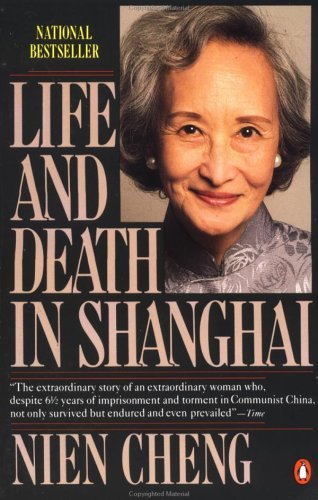 NATIONAL
BESTSELLER
LIFE
AND
DEATH
IN SHANGHAI
"The extraordinary story of an extraordinary woman who,
despite 6½ years of imprisonment and torment in Communist China,
not only survived but endured and even prevailed"—Time
NIEN CHENG